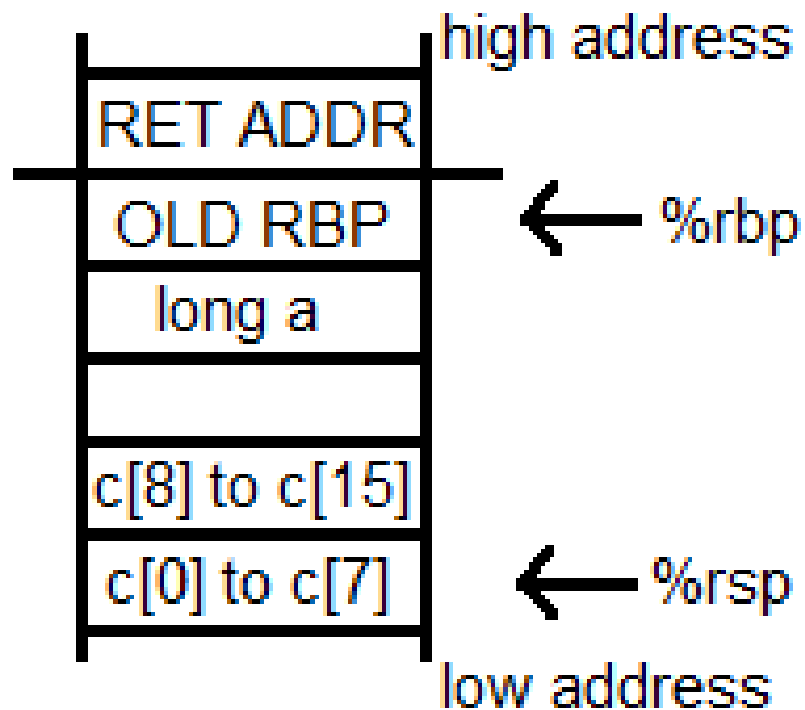 high address
RET ADDR
OLD RBP
%rbp
long a
c[8] to c[15]
c[0] to c[7]
%rsp
low address